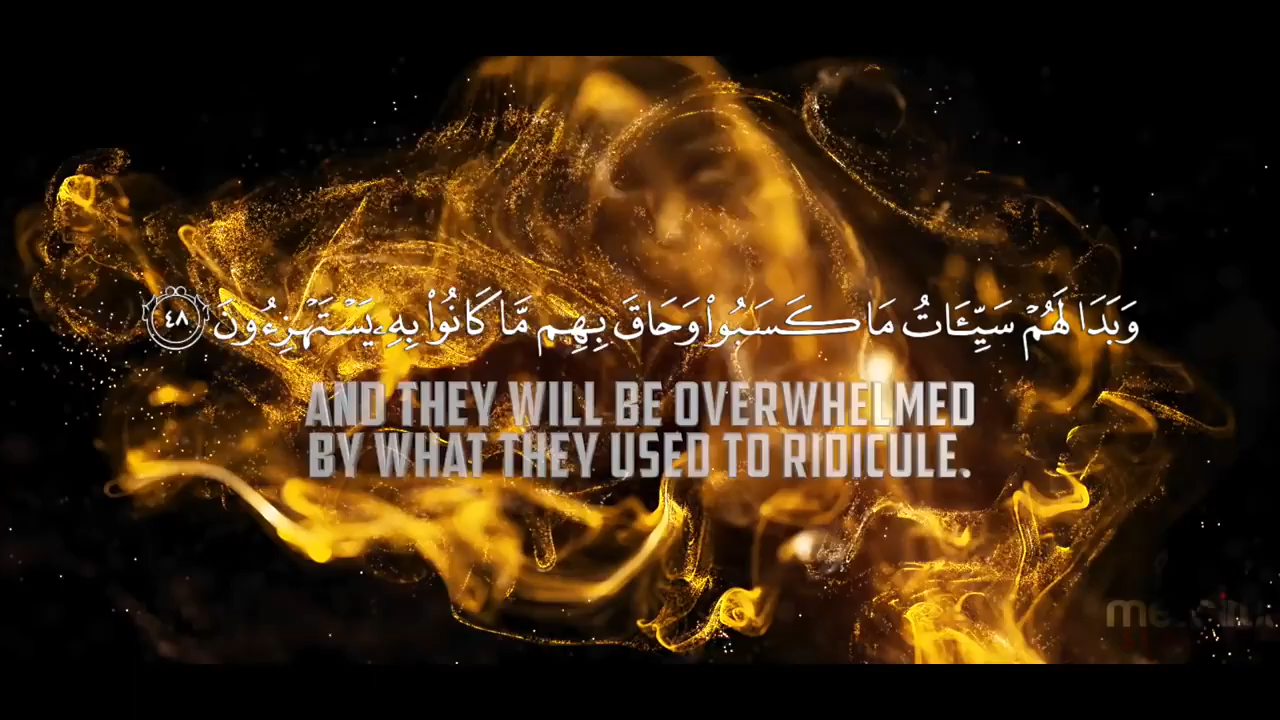 وَبَدَا لَهُمْ سَيِّـَٔاتُ مَا كَسَبُوا۟ وَحَاقَ بِهِم مَّا كَانُوا۟ بِهِۦ يَسْتَهْزِءُونَ ٤٨
AND THEY WILL BE OVERWHELMED
BY WHAT THEY USED TO RIDICULE.